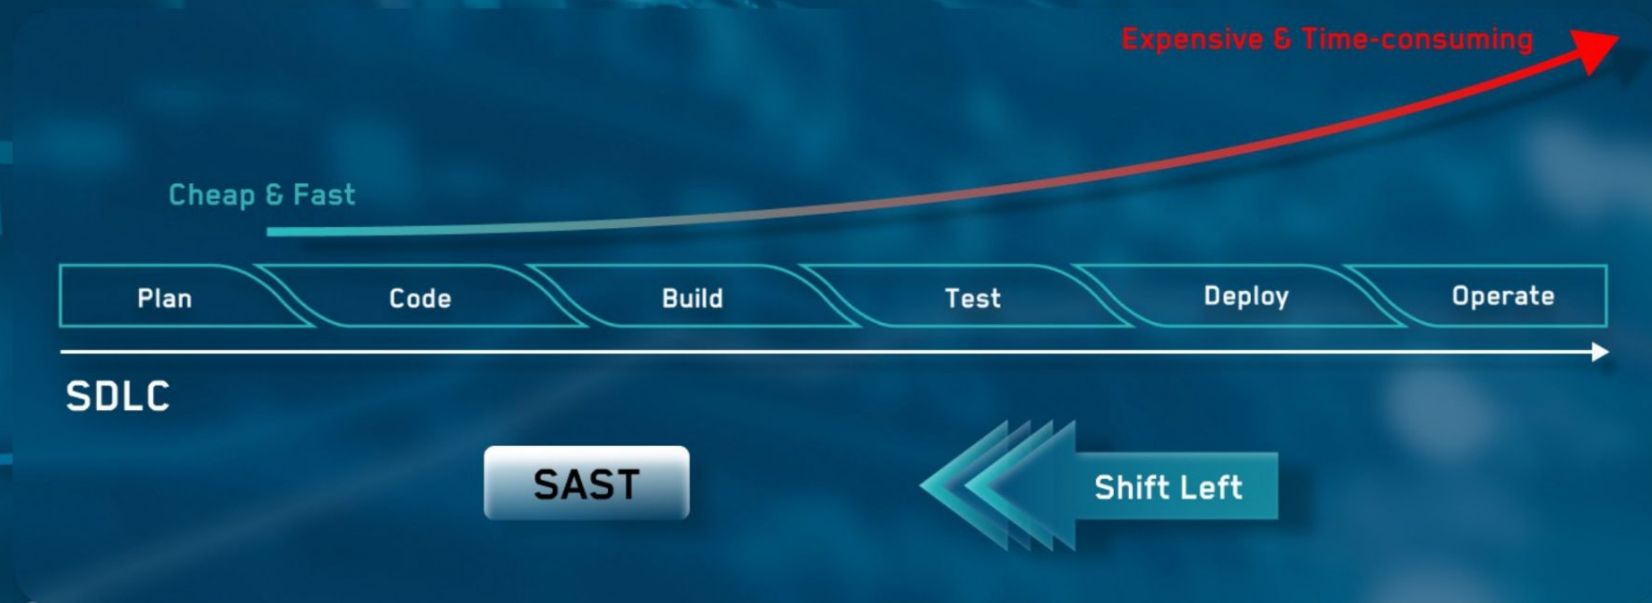 Expensive & Time-consuming
Cheap & Fast
Plan
Code
Build
Test
Deploy
Operate
SDLC
SAST
Shift Left